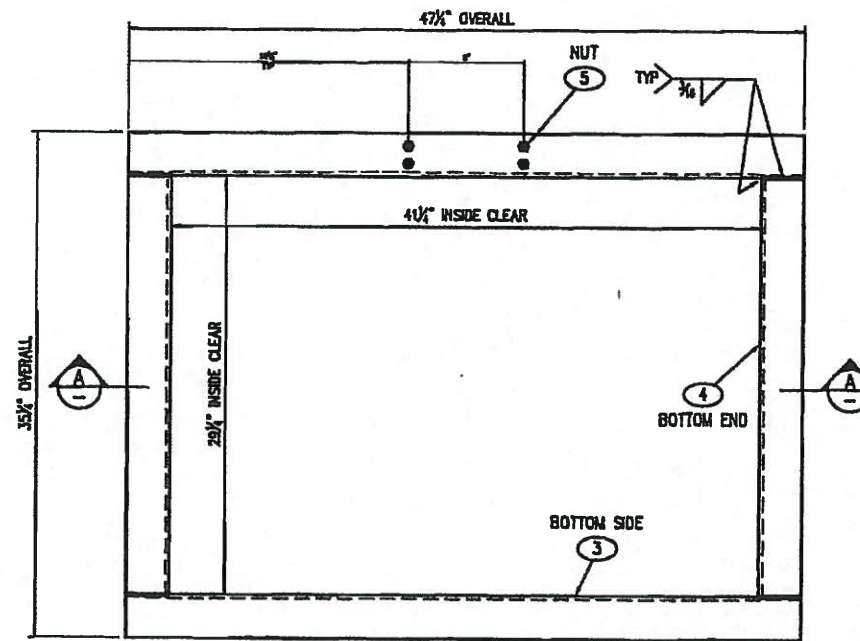 47¼" OVERALL
NUT
5
TYP
3/16
41¼" INSIDE CLEAR
35¼" OVERALL
29¼" INSIDE CLEAR
A
–
A
–
4
BOTTOM END
BOTTOM SIDE
3